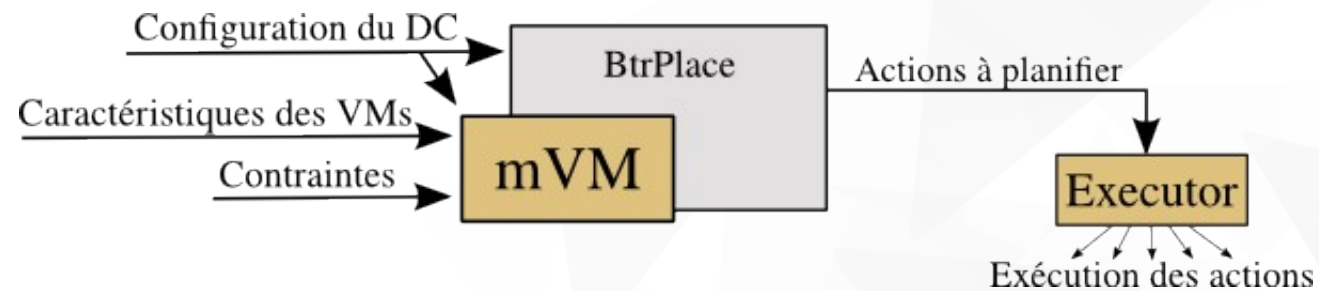 Configuration du DC
BtrPlace
Actions à planifier
Caractéristiques des VMs
mVM
Contraintes
Executor
Exécution des actions